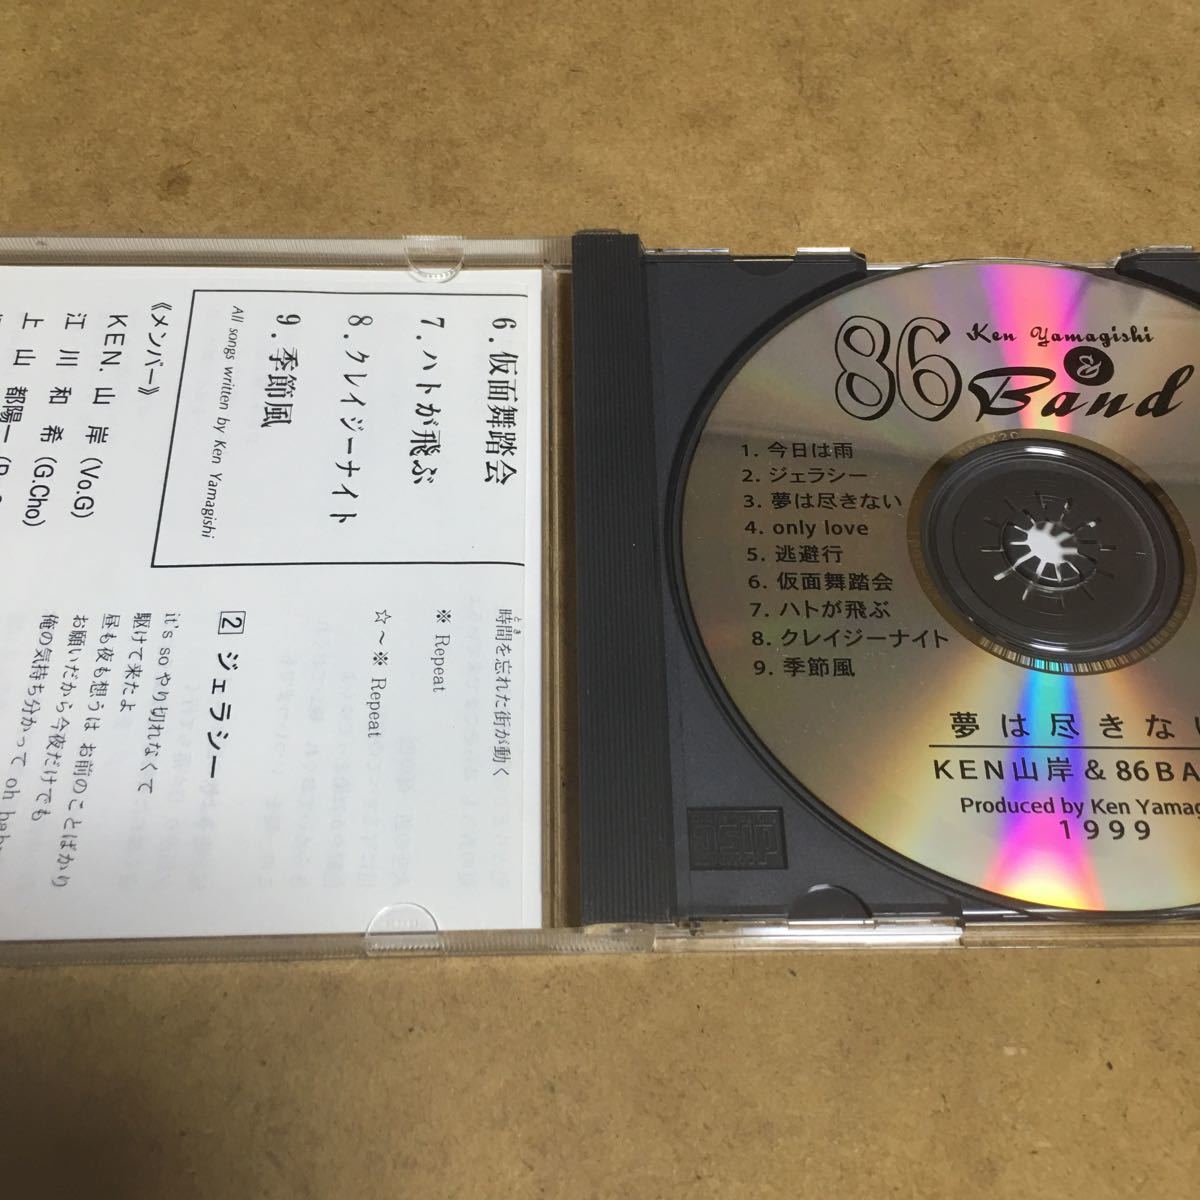 6. 仮面舞踏会
7. ハトが飛ぶ
8. クレイジーナイト
9. 季節風
All songs written by Ken Yamagishi
《メンバー》
KEN. 山岸 (Vo.G)
江川和希 (G.Cho)
上山都陽一
時間を忘れた街が動く
とき
※ Repeat
☆～※ Repeat
2 ジェラシー
it's so やり切れなくて
駆けて来たよ
昼も夜も想うは お前のことばかり
お願いだから今夜だけでも
俺の気持ち分かって oh
86 Ken Yamagishi
& Band
1. 今日は雨
2. ジェラシー
3. 夢は尽きない
4. only love
5. 逃避行
6. 仮面舞踏会
7. ハトが飛ぶ
8. クレイジーナイト
9. 季節風
夢は尽きな
KEN山岸 & 86BA
Produced by Ken Yamag
1999